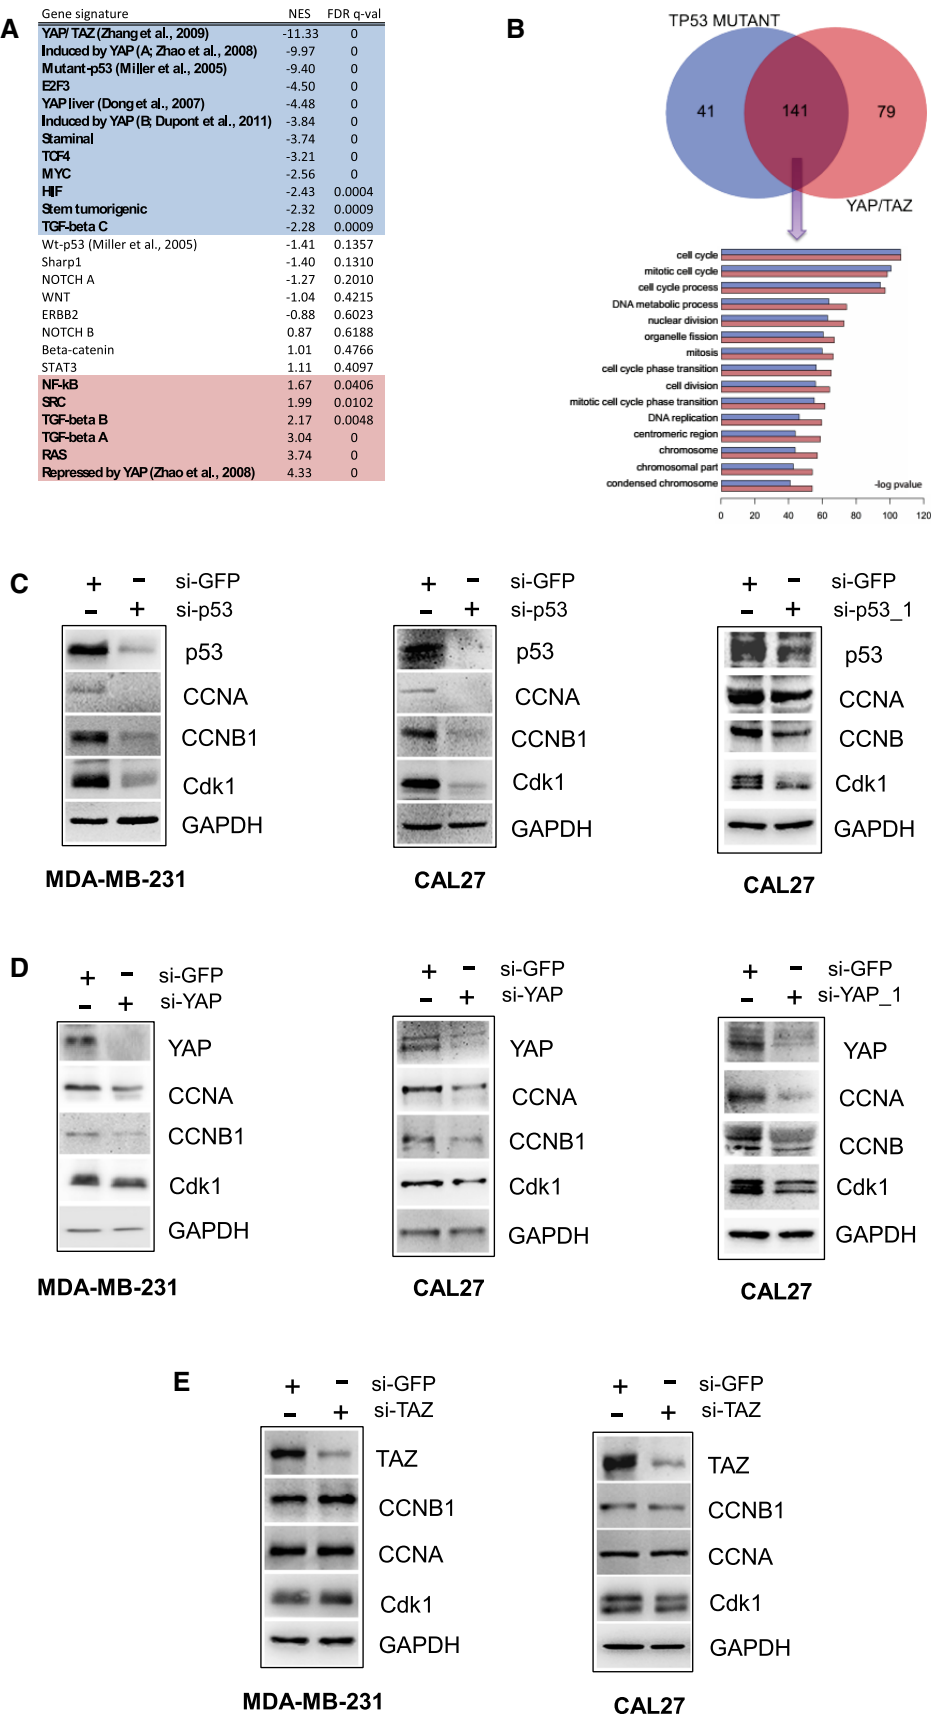 A
Gene signature NES FDR q-val
YAP/TAZ (Zhang et al., 2009) -11.33 0
Induced by YAP (A; Zhao et al., 2008) -9.97 0
Mutant-p53 (Miller et al., 2005) -9.40 0
E2F3 -4.50 0
YAP liver (Dong et al., 2007) -4.48 0
Induced by YAP (B; Dupont et al., 2011) -3.84 0
Staminal -3.74 0
TCF4 -3.21 0
MYC -2.56 0
HIF -2.43 0.0004
Stem tumorigenic -2.32 0.0009
TGF-beta C -2.28 0.0009
Wt-p53 (Miller et al., 2005) -1.41 0.1357
Sharp1 -1.40 0.1310
NOTCH A -1.27 0.2010
WNT -1.04 0.4215
ERBB2 -0.88 0.6023
NOTCH B 0.87 0.6188
Beta-catenin 1.01 0.4766
STAT3 1.11 0.4097
NF-kB 1.67 0.0406
SRC 1.99 0.0102
TGF-beta B 2.17 0.0048
TGF-beta A 3.04 0
RAS 3.74 0
Repressed by YAP (Zhao et al., 2008) 4.33 0
B
TP53 MUTANT
41 141 79
YAP/TAZ
cell cycle
mitotic cell cycle
cell cycle process
DNA metabolic process
nuclear division
organelle fission
mitosis
cell cycle phase transition
cell division
mitotic cell cycle phase transition
DNA replication
centromeric region
chromosome
chromosomal part
condensed chromosome
-log pvalue
0 20 40 60 80 100 120
C
+ - si-GFP
- + si-p53
p53
CCNA
CCNB1
Cdk1
GAPDH
MDA-MB-231
+ - si-GFP
- + si-p53
p53
CCNA
CCNB1
Cdk1
GAPDH
CAL27
+ - si-GFP
- + si-p53_1
p53
CCNA
CCNB
Cdk1
GAPDH
CAL27
D
+ - si-GFP
- + si-YAP
YAP
CCNA
CCNB1
Cdk1
GAPDH
MDA-MB-231
+ - si-GFP
- + si-YAP
YAP
CCNA
CCNB1
Cdk1
GAPDH
CAL27
+ - si-GFP
- + si-YAP_1
YAP
CCNA
CCNB
Cdk1
GAPDH
CAL27
E
+ - si-GFP
- + si-TAZ
TAZ
CCNB1
CCNA
Cdk1
GAPDH
MDA-MB-231
+ - si-GFP
- + si-TAZ
TAZ
CCNB1
CCNA
Cdk1
GAPDH
CAL27